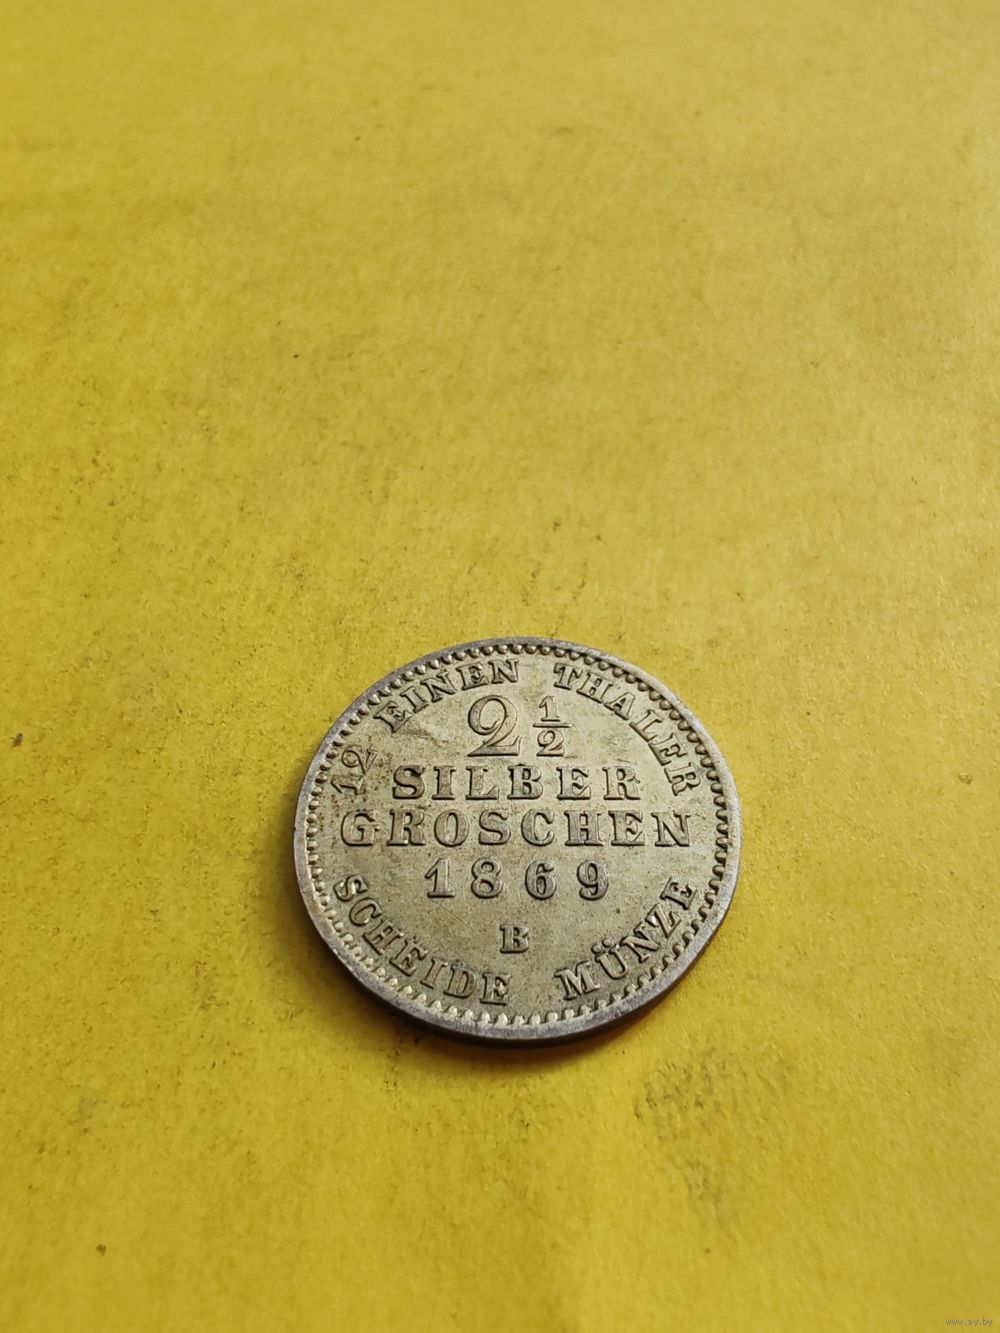 12 EINEN THALER
2 1/2
SILBER
GROSCHEN
1869
B
SCHEIDE MÜNZE
www.ay.by